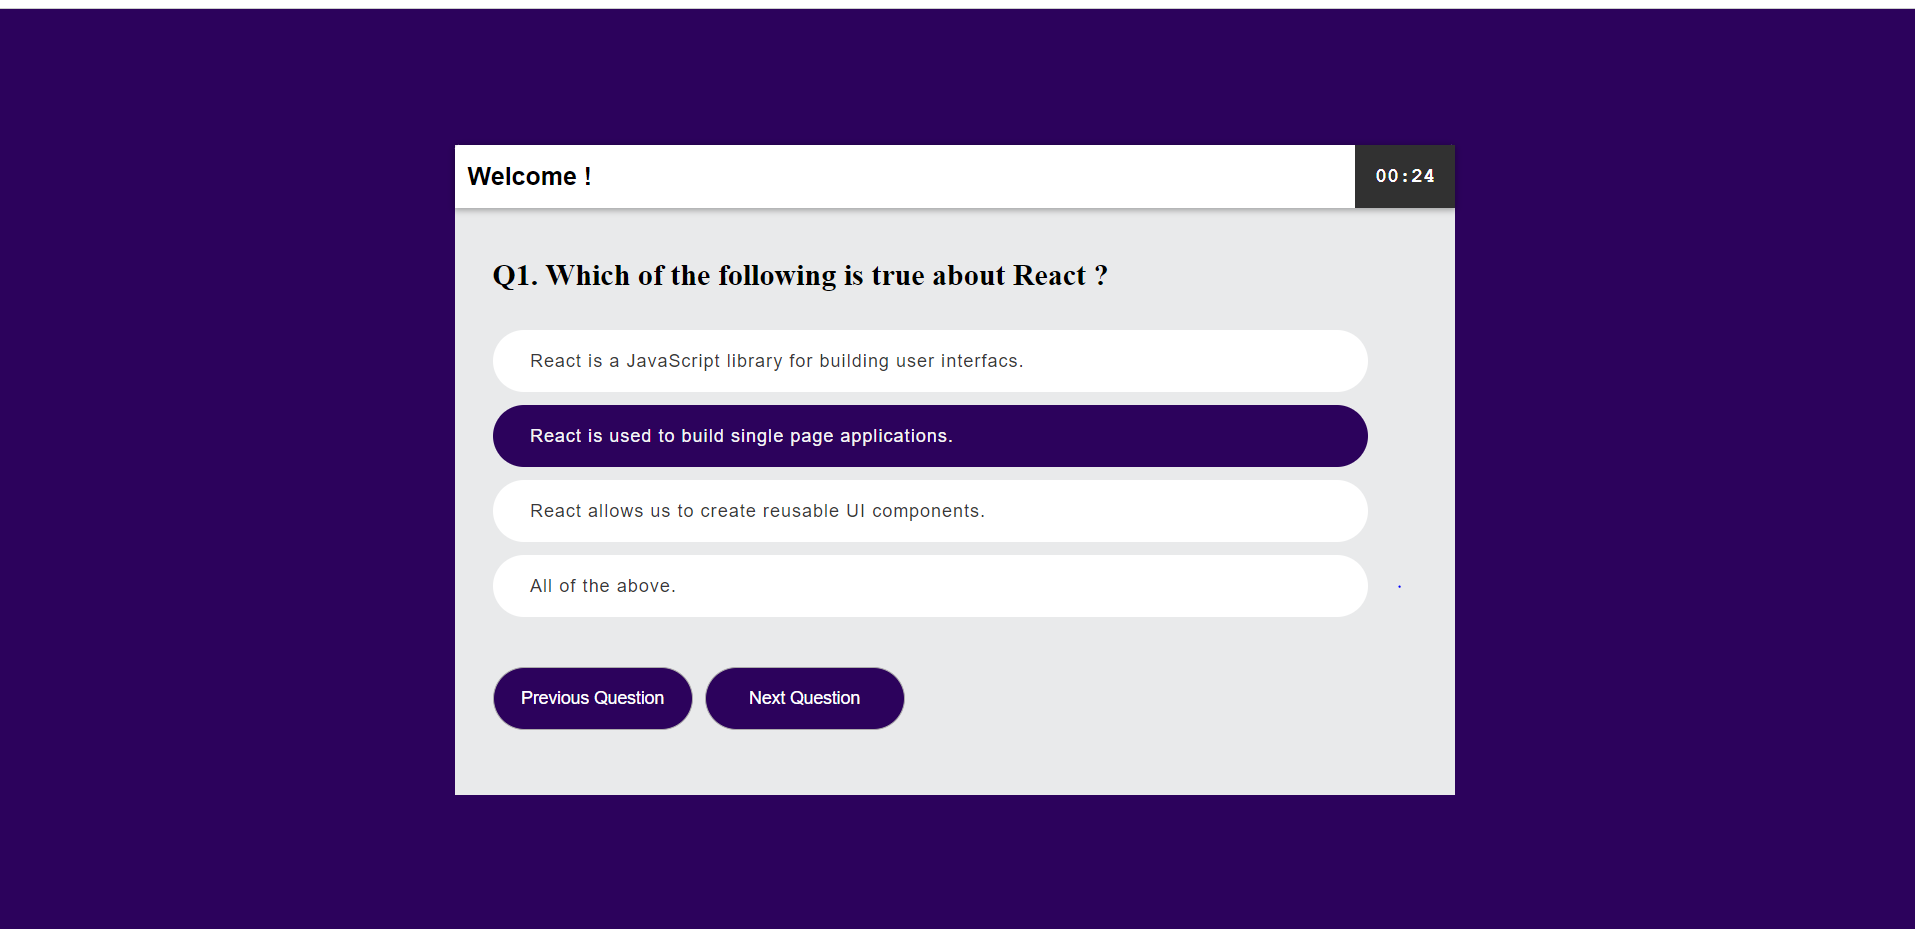 Welcome !
00:24
Q1. Which of the following is true about React ?
React is a JavaScript library for building user interfacs.
React is used to build single page applications.
React allows us to create reusable UI components.
All of the above.
Previous Question
Next Question